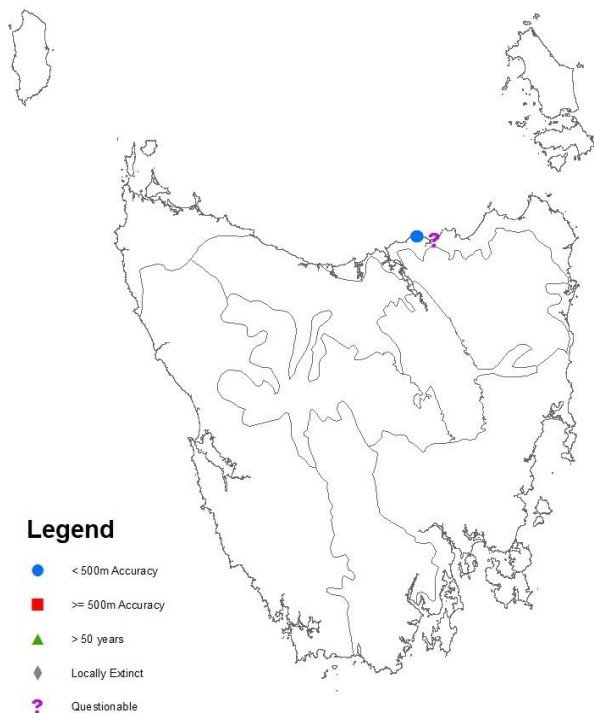 ?
Legend
< 500m Accuracy
>= 500m Accuracy
> 50 years
Locally Extinct
? Questionable